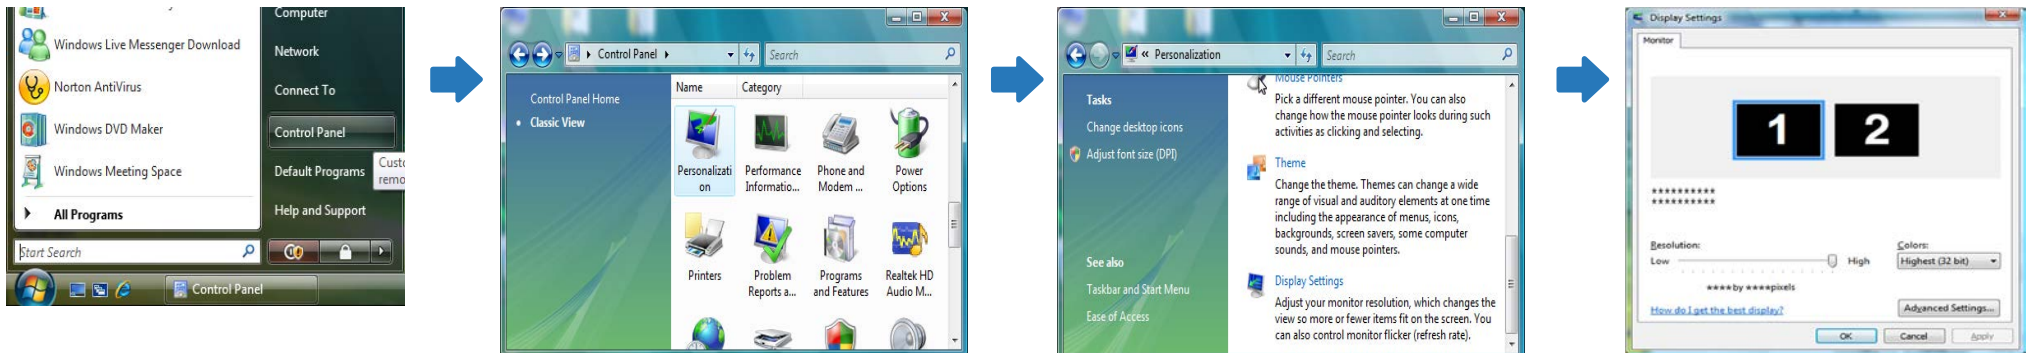 Computer
Windows Live Messenger Download
Network
Norton AntiVirus
Connect To
Windows DVD Maker
Control Panel
Custo
remo
Windows Meeting Space
Default Programs
All Programs
Help and Support
Start Search
Control Panel
Control Panel
Search
Control Panel Home
Classic View
Name Category
Personalizati
on
Performance
Informatio...
Phone and
Modem ...
Power
Options
Printers
Problem
Reports a...
Programs
and Features
Realtek HD
Audio M...
X
« Personalization
Search
Tasks
Change desktop icons
Adjust font size (DPI)
See also
Taskbar and Start Menu
Ease of Access
Mouse Pointers
Pick a different mouse pointer. You can also
change how the mouse pointer looks during such
activities as clicking and selecting.
Theme
Change the theme. Themes can change a wide
range of visual and auditory elements at one time
including the appearance of menus, icons,
backgrounds, screen savers, some computer
sounds, and mouse pointers.
Display Settings
Adjust your monitor resolution, which changes the
view so more or fewer items fit on the screen. You
can also control monitor flicker (refresh rate).
Display Settings
Monitor
1 2
**********
**********
Resolution:
Low High
****by ****pixels
Colors:
Highest (32 bit)
How do I get the best display?
Advanced Settings...
OK Cancel Apply